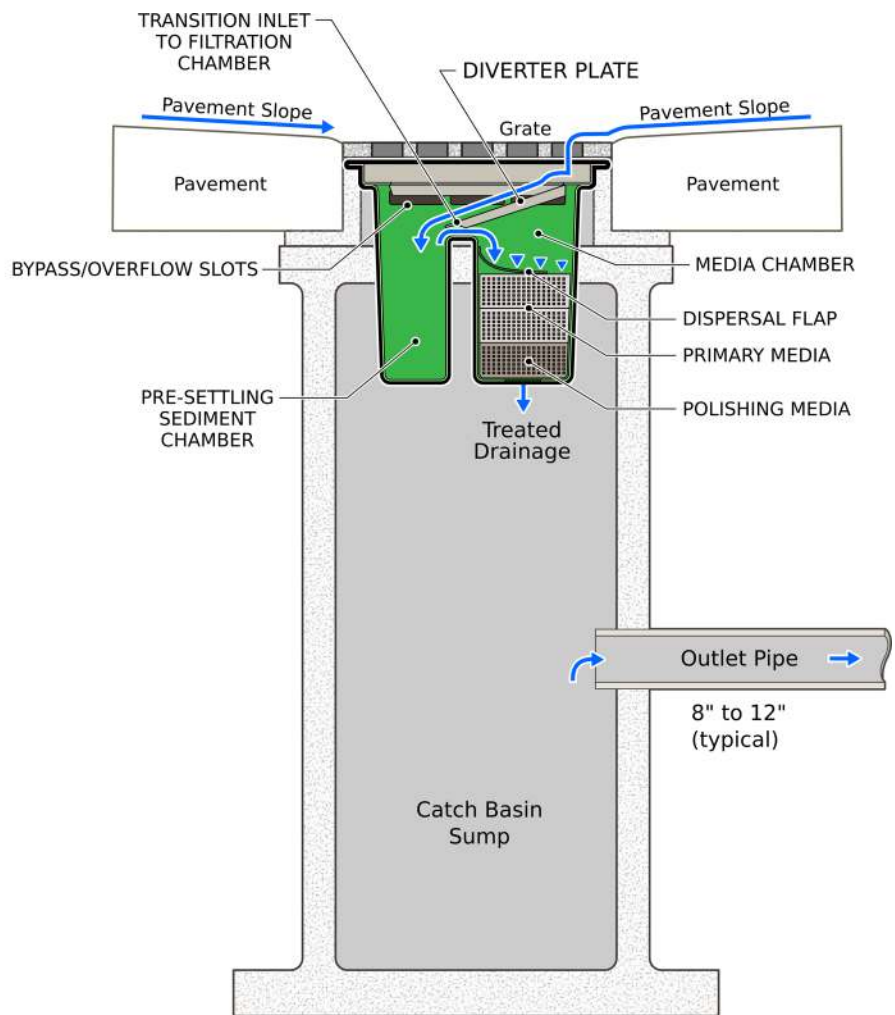 TRANSITION INLET
TO FILTRATION
CHAMBER
DIVERTER PLATE
Pavement Slope
Pavement Slope
Grate
Pavement
Pavement
BYPASS/OVERFLOW SLOTS
MEDIA CHAMBER
DISPERSAL FLAP
PRIMARY MEDIA
PRE-SETTLING
SEDIMENT
CHAMBER
POLISHING MEDIA
Treated
Drainage
Outlet Pipe
8" to 12"
(typical)
Catch Basin
Sump